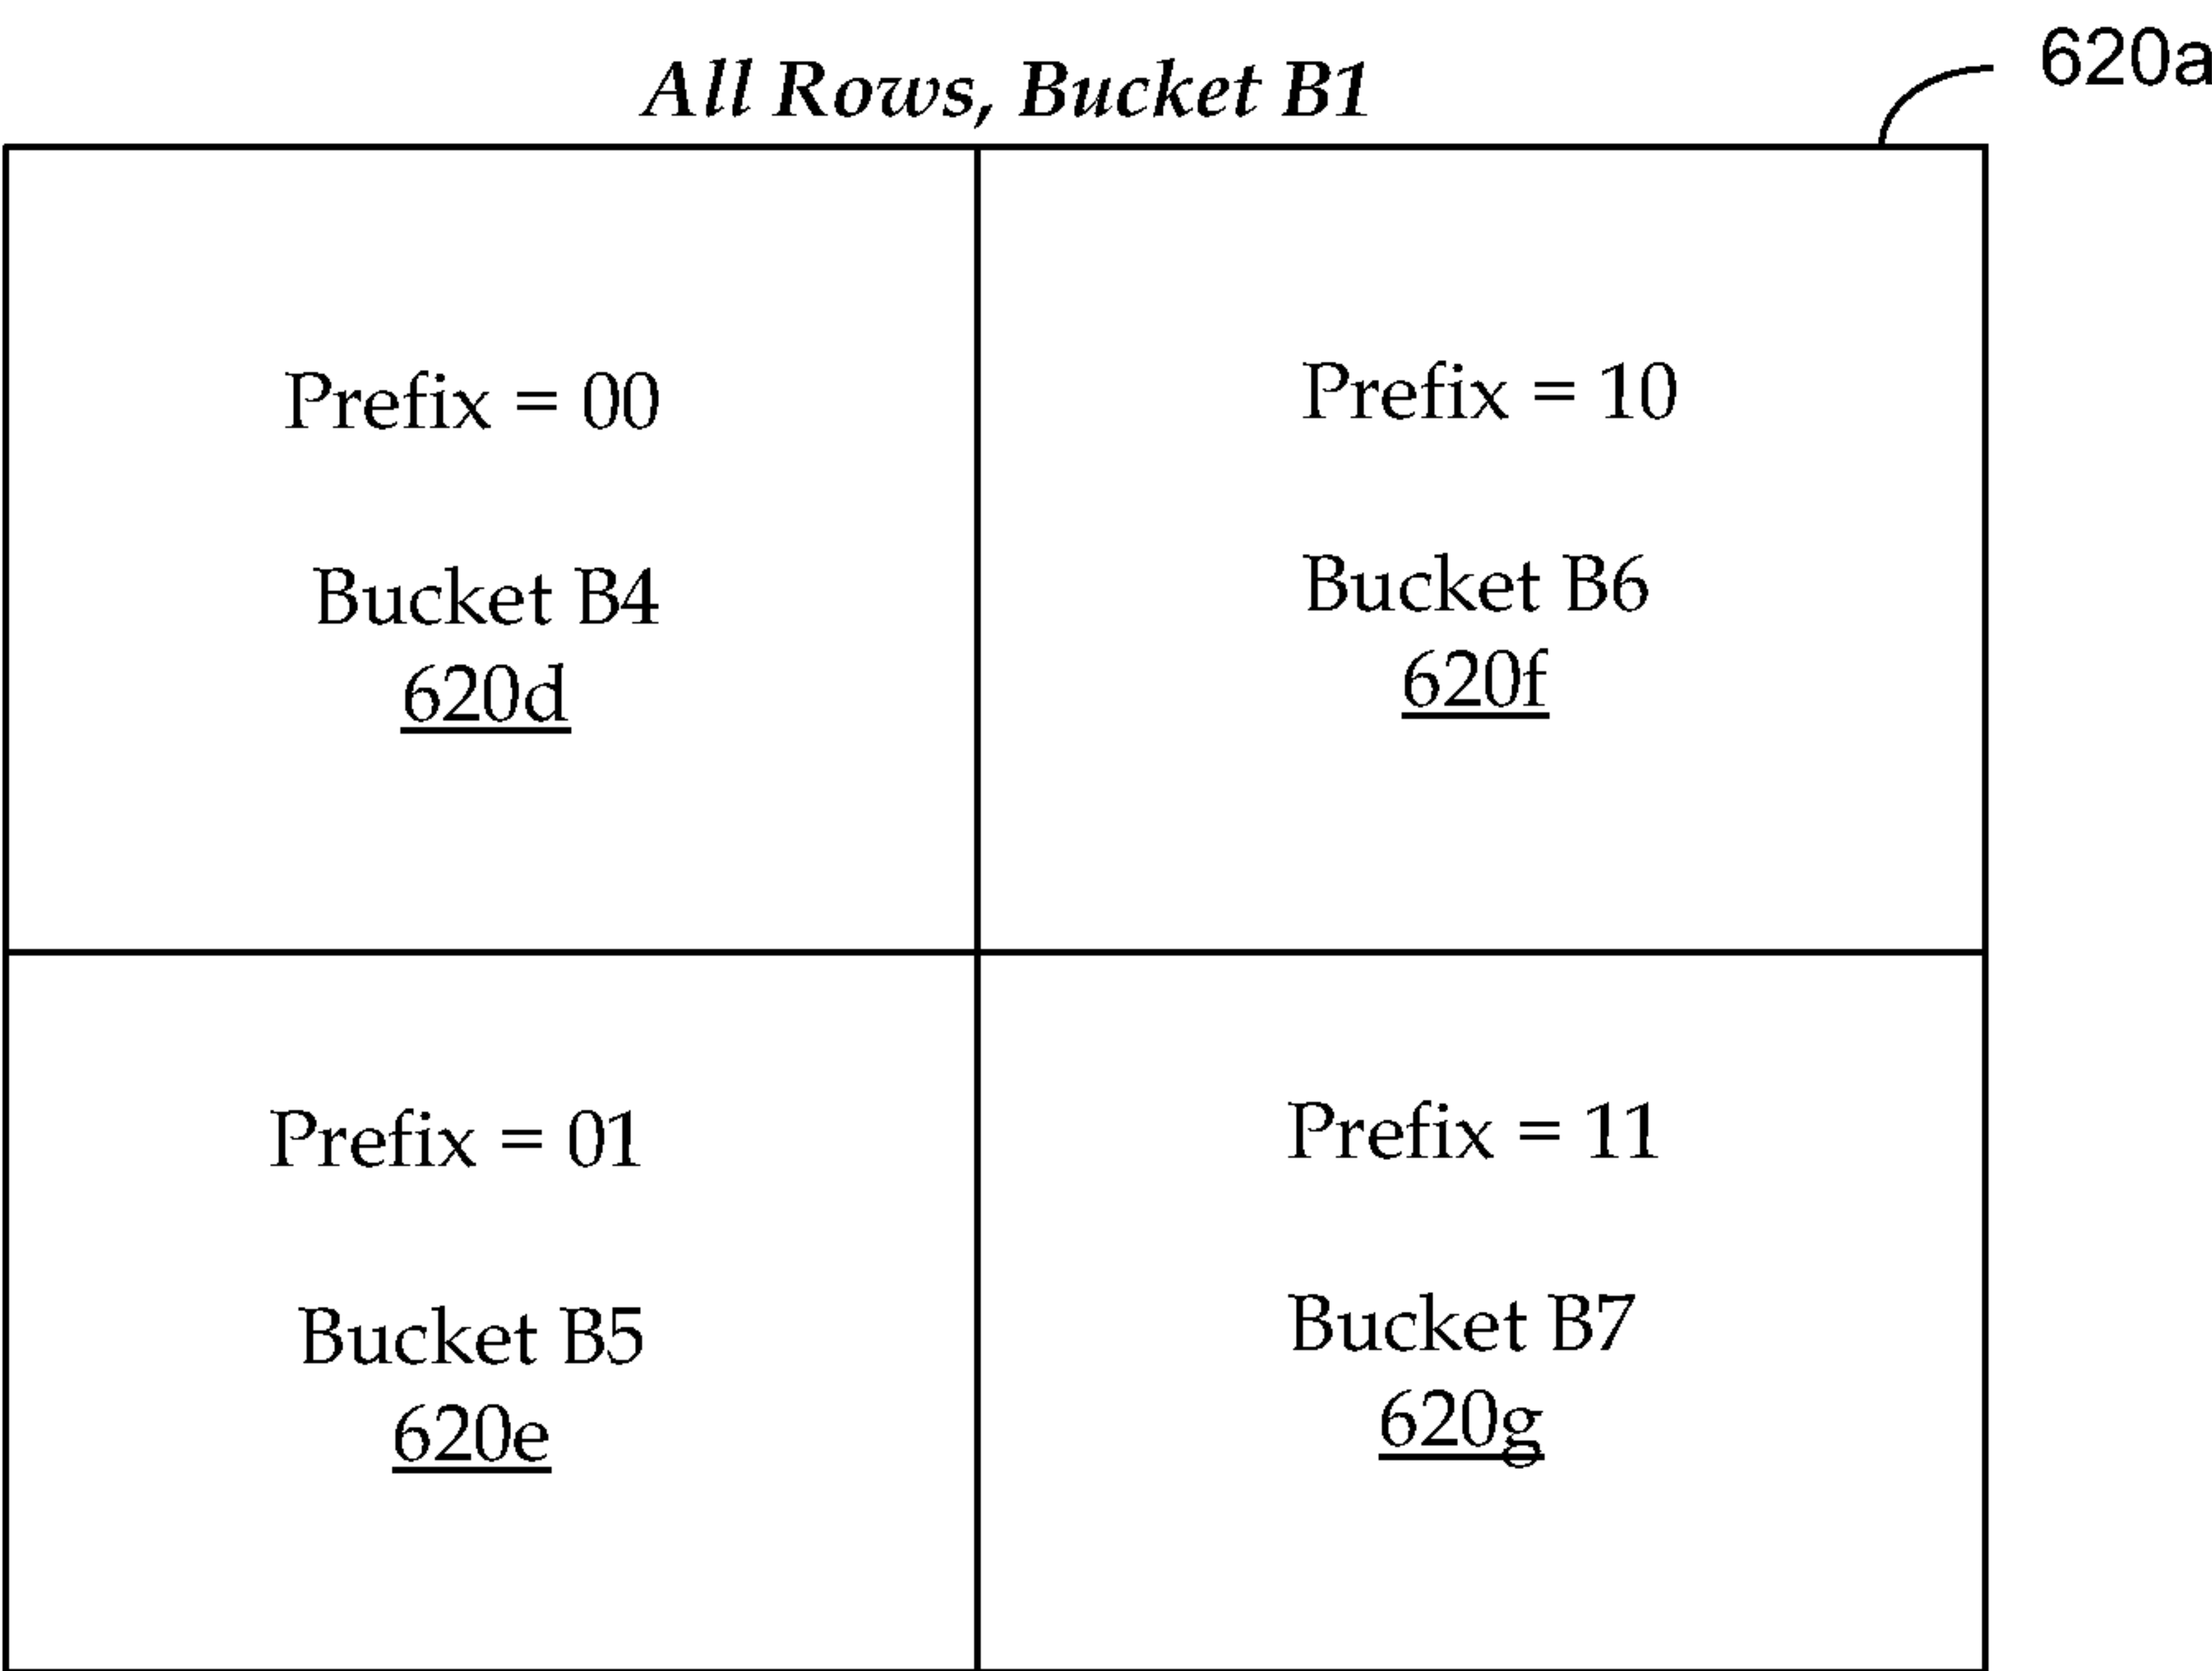 All Rows, Bucket B1
620a
Prefix = 00
Bucket B4
620d
Prefix = 10
Bucket B6
620f
Prefix = 01
Bucket B5
620e
Prefix = 11
Bucket B7
620g